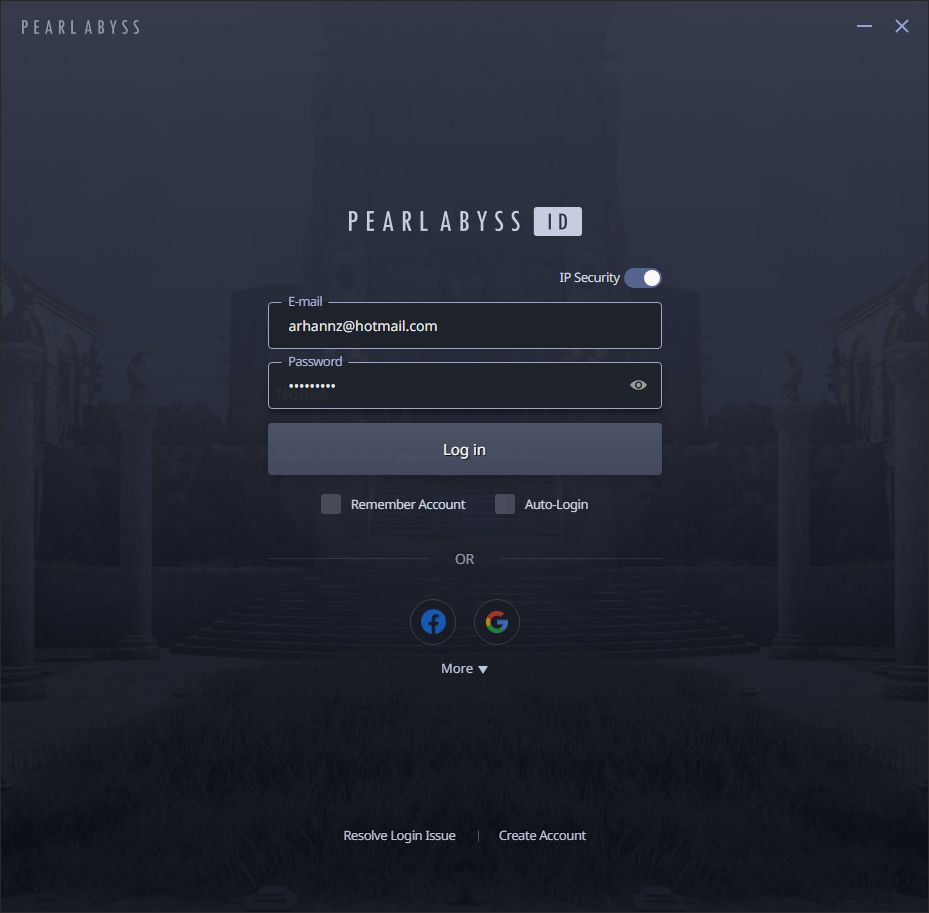 PEARL ABYSS
PEARL ABYSS ID
IP Security
E-mail
arhannz@hotmail.com
Password
•••••••••
Notice
Log in
Please double-check your password.
Remember Account Auto-Login
OR
More
Resolve Login Issue | Create Account